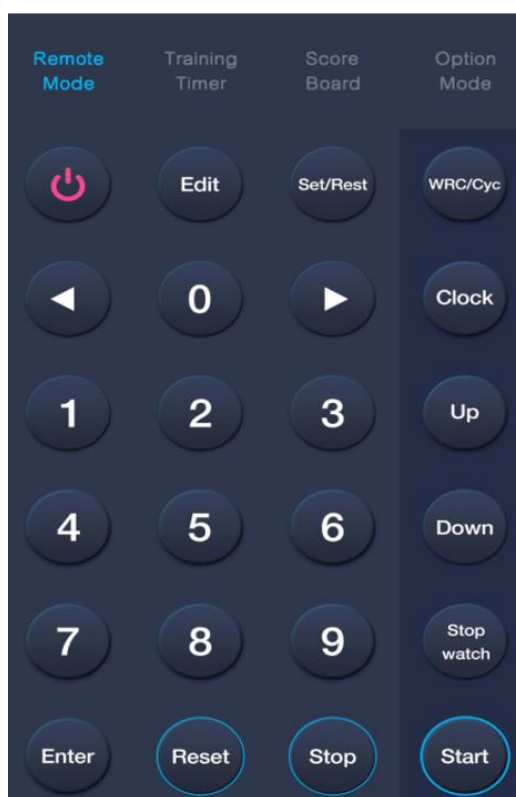 Remote
Mode
Training
Timer
Score
Board
Option
Mode
Edit
Set/Rest
WRC/Cyc
0
Clock
1
2
3
Up
4
5
6
Down
7
8
9
Stop
watch
Enter
Reset
Stop
Start